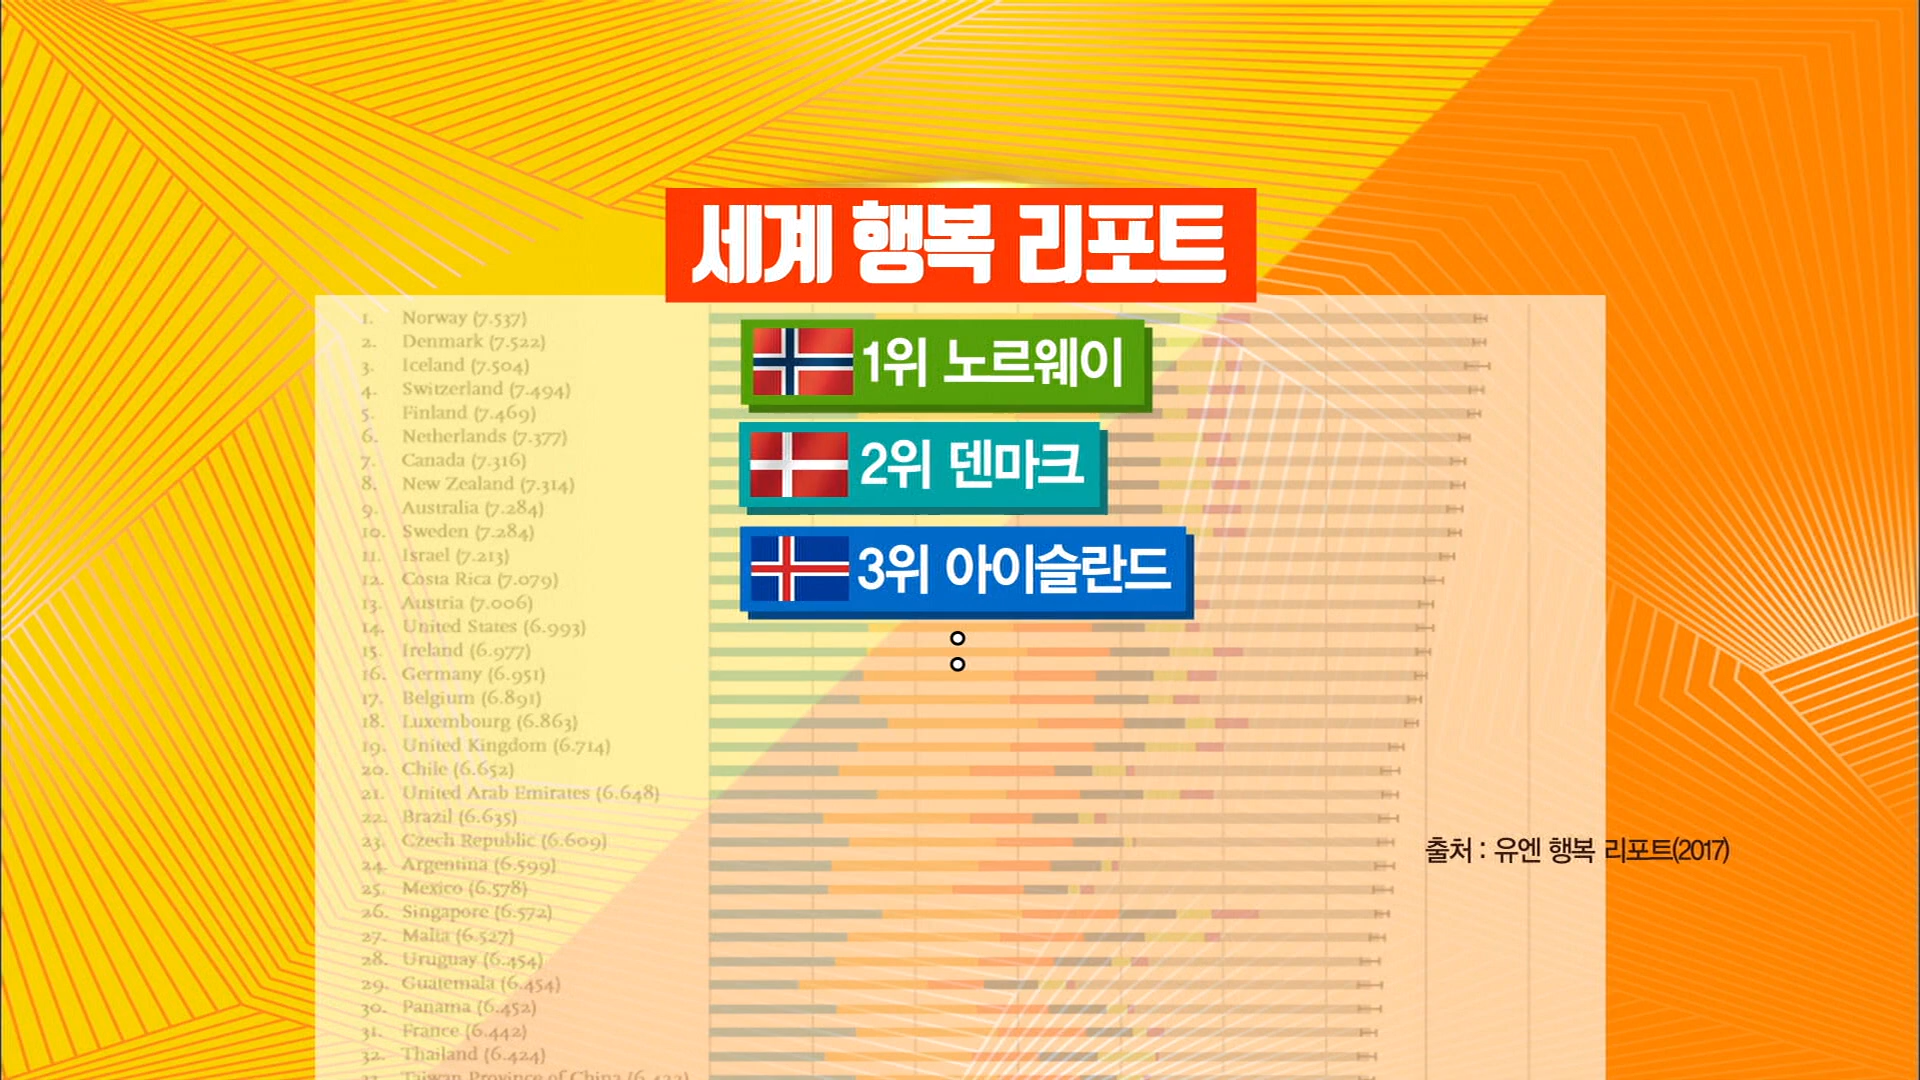 세계 행복 리포트
1위 노르웨이
2위 덴마크
3위 아이슬란드
1. Norway (7.537)
2. Denmark (7.522)
3. Iceland (7.504)
4. Switzerland (7.494)
5. Finland (7.469)
6. Netherlands (7.377)
7. Canada (7.316)
8. New Zealand (7.314)
9. Australia (7.284)
10. Sweden (7.284)
11. Israel (7.213)
12. Costa Rica (7.079)
13. Austria (7.006)
14. United States (6.993)
15. Ireland (6.977)
16. Germany (6.951)
17. Belgium (6.891)
18. Luxembourg (6.863)
19. United Kingdom (6.714)
20. Chile (6.652)
21. United Arab Emirates (6.648)
22. Brazil (6.635)
23. Czech Republic (6.609)
24. Argentina (6.599)
25. Mexico (6.578)
26. Singapore (6.572)
27. Malta (6.527)
28. Uruguay (6.454)
29. Guatemala (6.454)
30. Panama (6.452)
31. France (6.442)
32. Thailand (6.424)
Taiwan Province of China
출처 : 유엔 행복 리포트(2017)